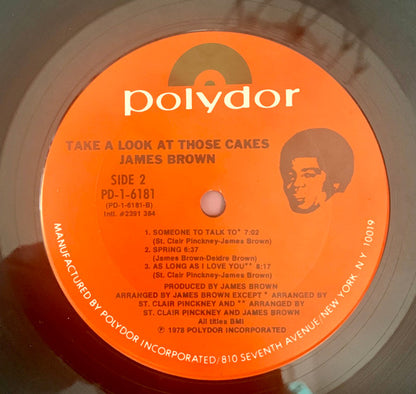 polydor
TAKE A LOOK AT THOSE CAKES
JAMES BROWN
SIDE 2
PD-1-6181
(PD-1-6181-B)
Intl. #2391 384
1. SOMEONE TO TALK TO* 7:02
(St. Clair Pinckney-James Brown)
2. SPRING 6:37
(James Brown-Deidre Brown)
3. AS LONG AS I LOVE YOU** 6:17
(St. Clair Pinckney-James Brown)
PRODUCED BY JAMES BROWN
ARRANGED BY JAMES BROWN EXCEPT * ARRANGED BY
ST. CLAIR PINCKNEY AND ** ARRANGED BY
ST. CLAIR PINCKNEY AND JAMES BROWN
All titles BMI
Ⓟ 1978 POLYDOR INCORPORATED
MANUFACTURED BY POLYDOR INCORPORATED/810 SEVENTH AVENUE/NEW YORK, N Y 10019